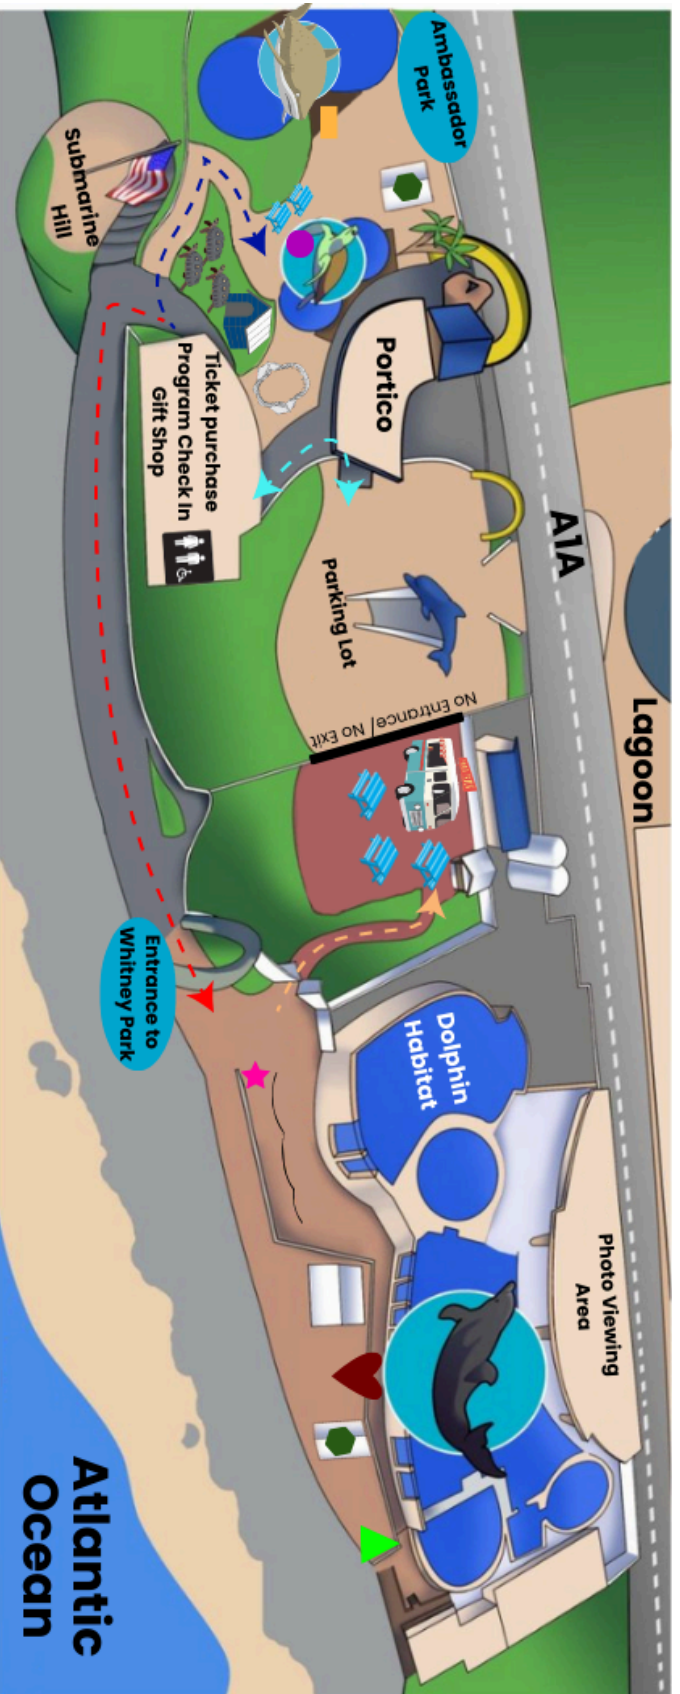 Ambassador
Park
Submarine
Hill
Portico
Ticket purchase
Program Check In
Gift Shop
A1A
Parking Lot
Lagoon
No Entrance/ No Exit
Entrance to
Whitney Park
Dolphin
Habitat
Photo Viewing
Area
Atlantic
Ocean